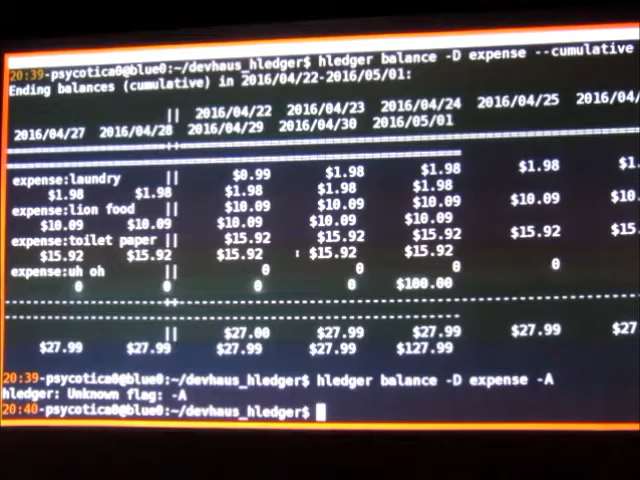 20:39-psycotica0@blue0:~/devhaus_hledger$ hledger balance -D expense --cumulative
Ending balances (cumulative) in 2016/04/22-2016/05/01:
|| 2016/04/22 2016/04/23 2016/04/24 2016/04/25 2016/04/
2016/04/27 2016/04/28 2016/04/29 2016/04/30 2016/05/01
expense:laundry || $0.99 $1.98 $1.98 $1.98 $1.
$1.98 $1.98 $1.98 $1.98 $1.98
expense:lion food || $10.09 $10.09 $10.09 $10.09 $10.
$10.09 $10.09 $10.09 $10.09 $10.09
expense:toilet paper || $15.92 $15.92 $15.92 $15.92 $15.
$15.92 $15.92 $15.92 $15.92 $15.92
expense:uh oh || 0 0 0 0
0 0 0 0 $100.00
|| $27.00 $27.99 $27.99 $27.99 $27
$27.99 $27.99 $27.99 $27.99 $127.99
20:39-psycotica0@blue0:~/devhaus_hledger$ hledger balance -D expense -A
hledger: Unknown flag: -A
20:40-psycotica0@blue0:~/devhaus_hledger$